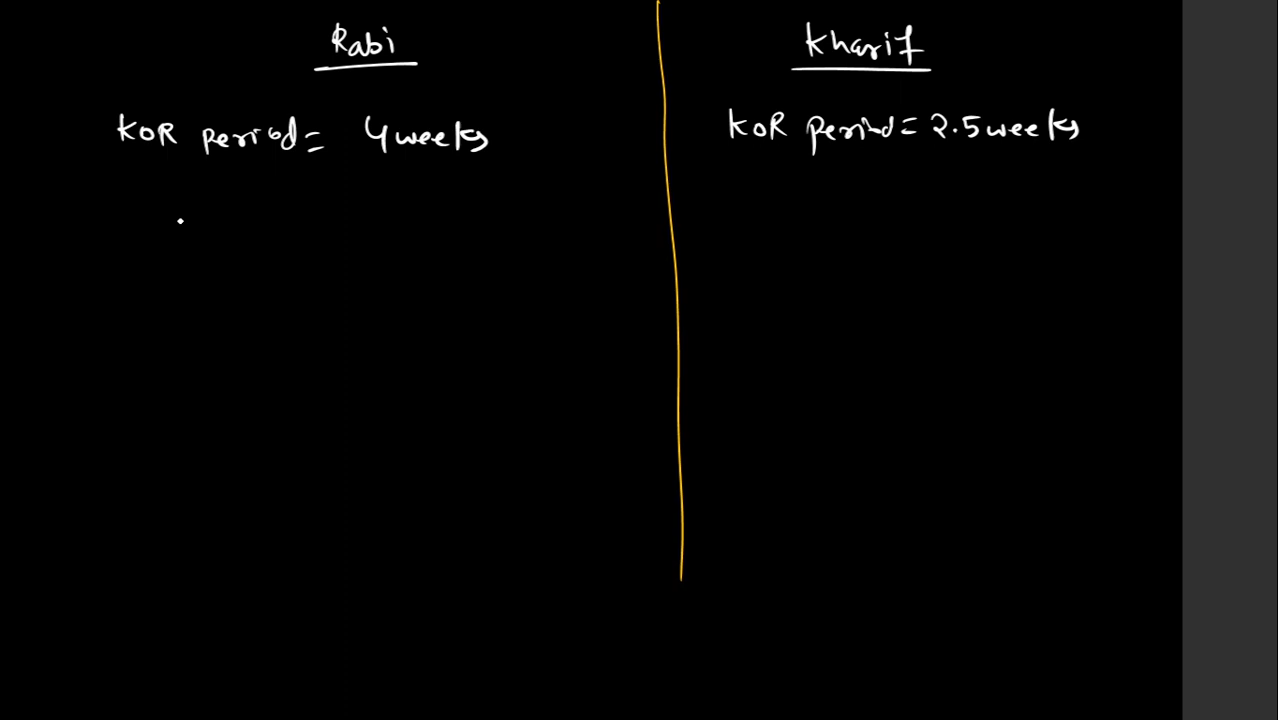 Rabi
KOR period = 4 weeks
Kharif
KOR period = 2.5 weeks